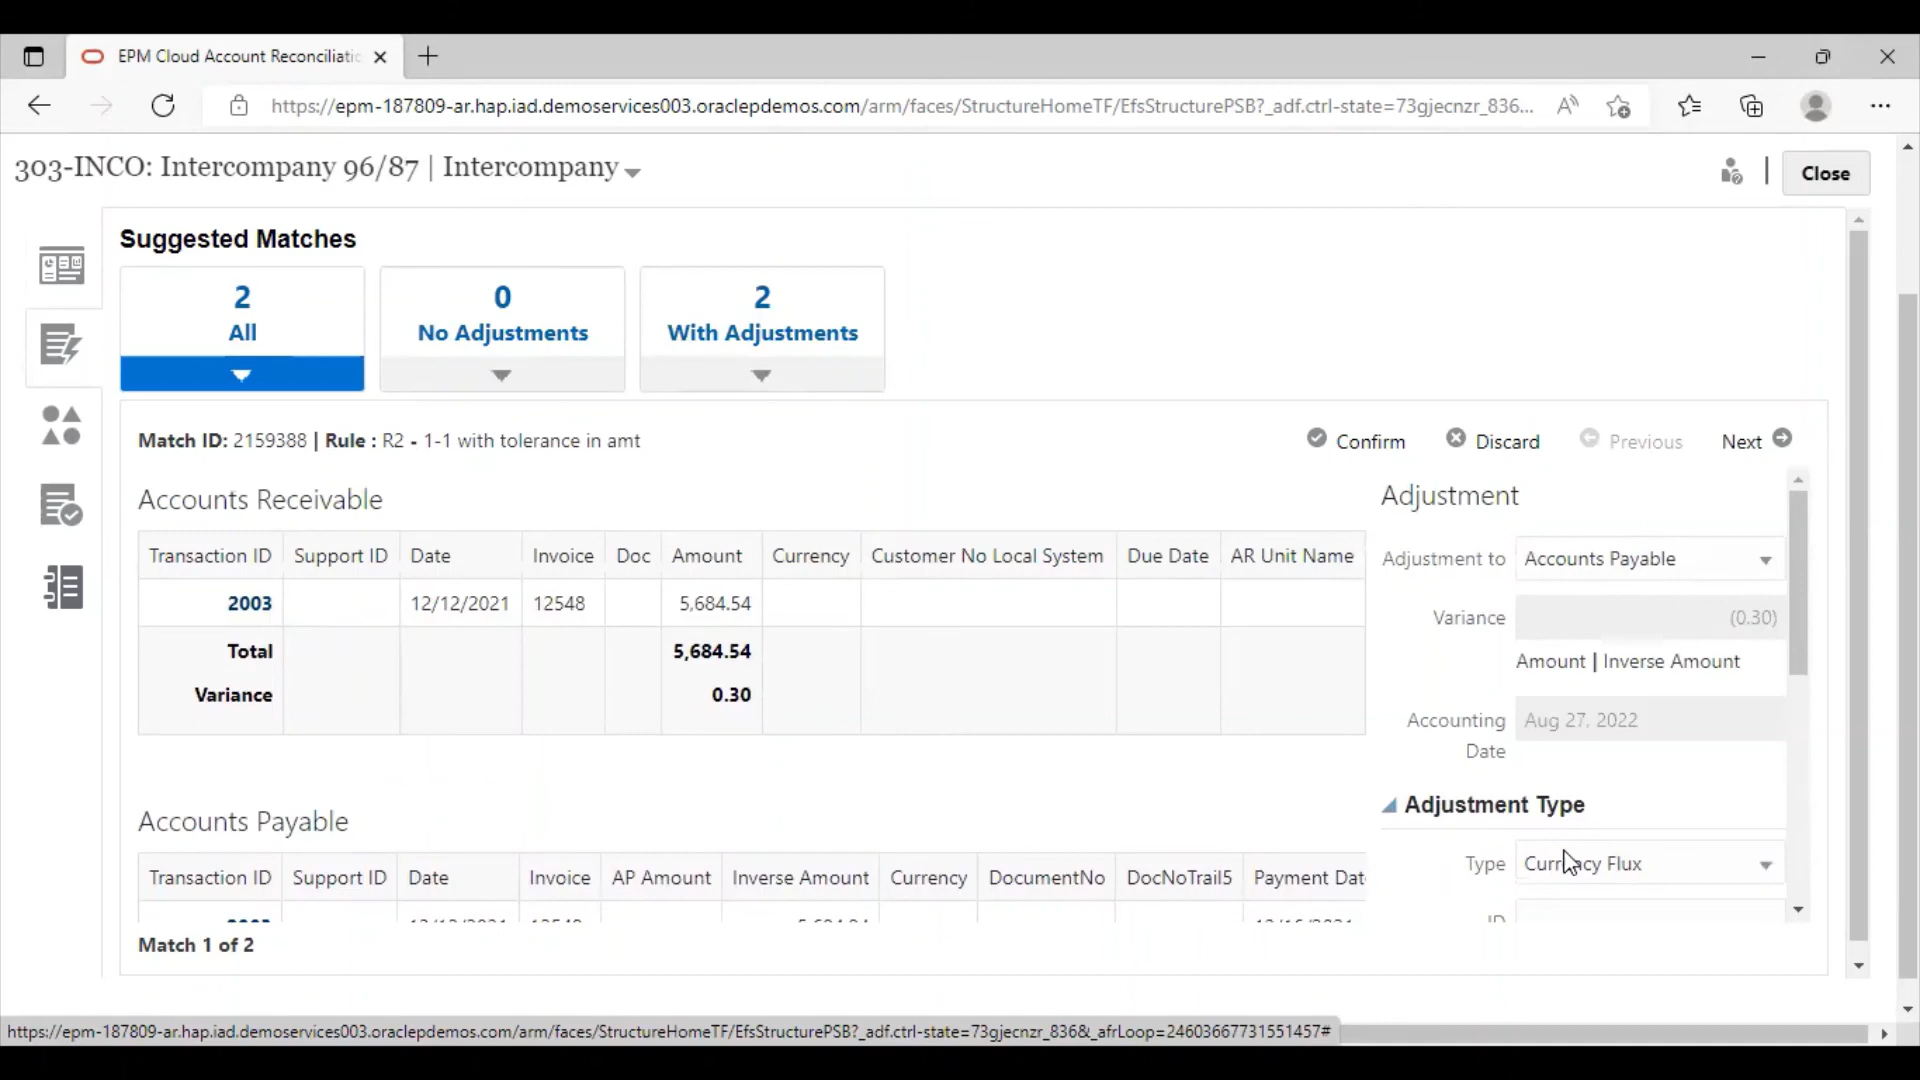 EPM Cloud Account Reconciliatic
https://epm-187809-ar.hap.iad.demoservices003.oraclepdemos.com/arm/faces/StructureHomeTF/EfsStructurePSB?_adf.ctrl-state=73gjecnzr_836...
303-INCO: Intercompany 96/87 | Intercompany
Close
Suggested Matches
2
All
0
No Adjustments
2
With Adjustments
Match ID: 2159388 | Rule : R2 - 1-1 with tolerance in amt
Confirm Discard Previous Next
Accounts Receivable
Transaction ID Support ID Date Invoice Doc Amount Currency Customer No Local System Due Date AR Unit Name
2003 12/12/2021 12548 5,684.54
Total 5,684.54
Variance 0.30
Adjustment
Adjustment to Accounts Payable
Variance (0.30)
Amount | Inverse Amount
Accounting Date Aug 27, 2022
Adjustment Type
Type Currency Flux
ID
Accounts Payable
Transaction ID Support ID Date Invoice AP Amount Inverse Amount Currency DocumentNo DocNoTrail5 Payment Dat
Match 1 of 2
https://epm-187809-ar.hap.iad.demoservices003.oraclepdemos.com/arm/faces/StructureHomeTF/EfsStructurePSB?_adf.ctrl-state=73gjecnzr_836&_afrLoop=24603667731551457#